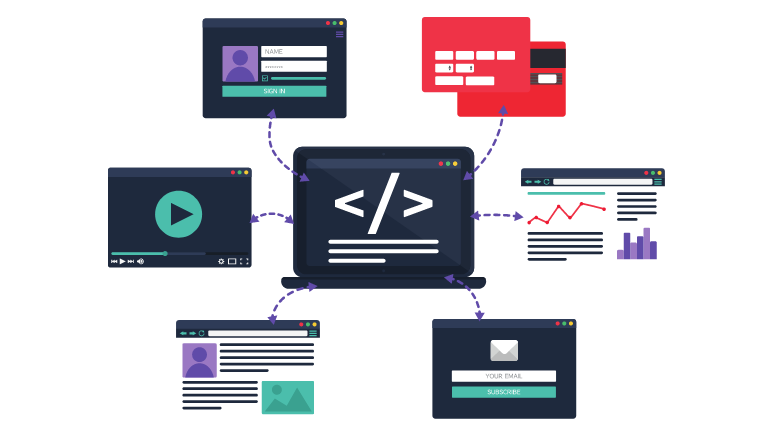 NAME
********
SIGN IN
</>
YOUR EMAIL
SUBSCRIBE